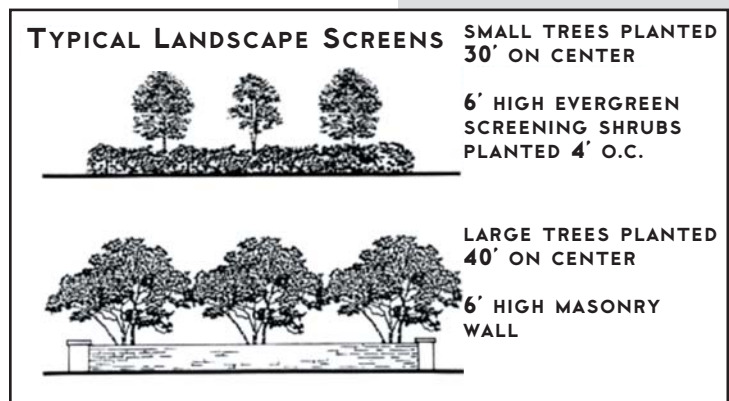 TYPICAL LANDSCAPE SCREENS
SMALL TREES PLANTED
30' ON CENTER
6' HIGH EVERGREEN
SCREENING SHRUBS
PLANTED 4' O.C.
LARGE TREES PLANTED
40' ON CENTER
6' HIGH MASONRY
WALL